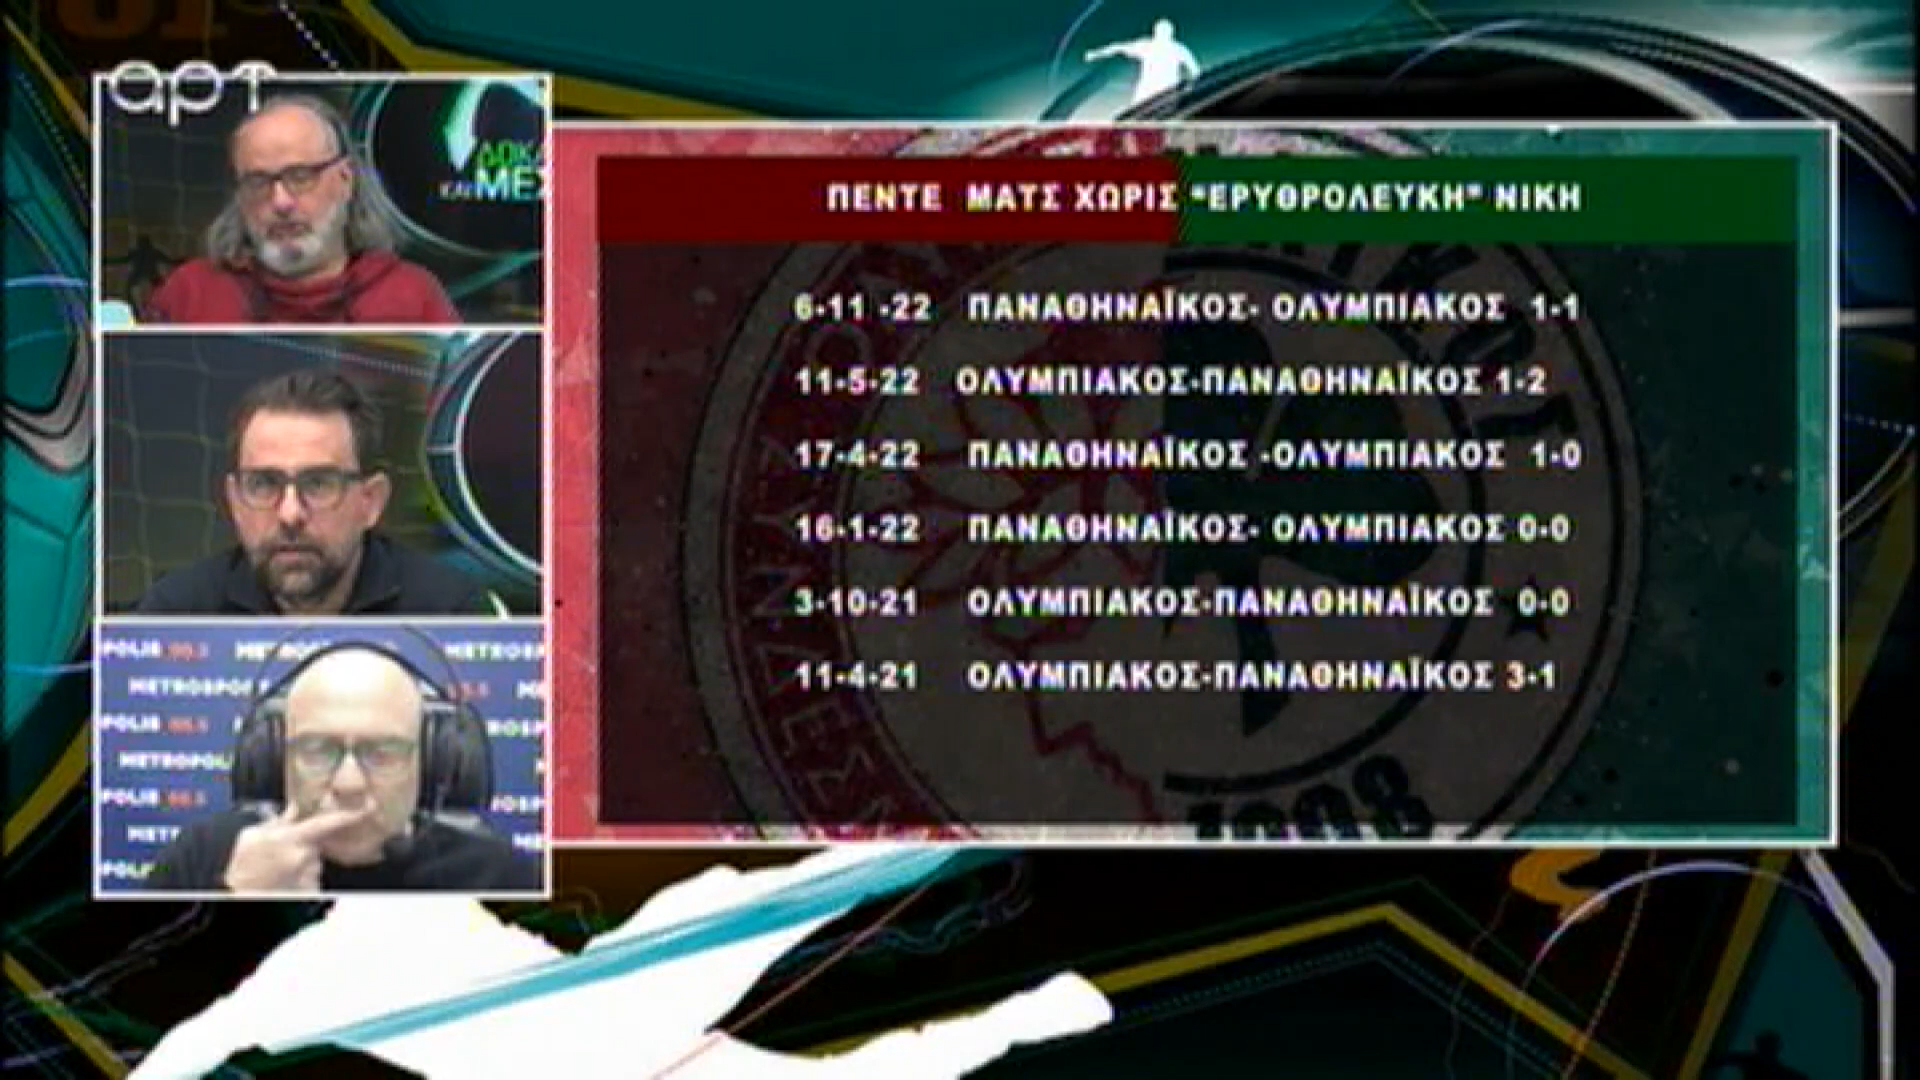 αρτ
ΠΕΝΤΕ ΜΑΤΣ ΧΩΡΙΣ "ΕΡΥΘΡΟΛΕΥΚΗ" ΝΙΚΗ
6-11 -22 ΠΑΝΑΘΗΝΑΪΚΟΣ- ΟΛΥΜΠΙΑΚΟΣ 1-1
11-5-22 ΟΛΥΜΠΙΑΚΟΣ-ΠΑΝΑΘΗΝΑΪΚΟΣ 1-2
17-4-22 ΠΑΝΑΘΗΝΑΪΚΟΣ -ΟΛΥΜΠΙΑΚΟΣ 1-0
16-1-22 ΠΑΝΑΘΗΝΑΪΚΟΣ- ΟΛΥΜΠΙΑΚΟΣ 0-0
3-10-21 ΟΛΥΜΠΙΑΚΟΣ-ΠΑΝΑΘΗΝΑΪΚΟΣ 0-0
11-4-21 ΟΛΥΜΠΙΑΚΟΣ-ΠΑΝΑΘΗΝΑΪΚΟΣ 3-1
1908